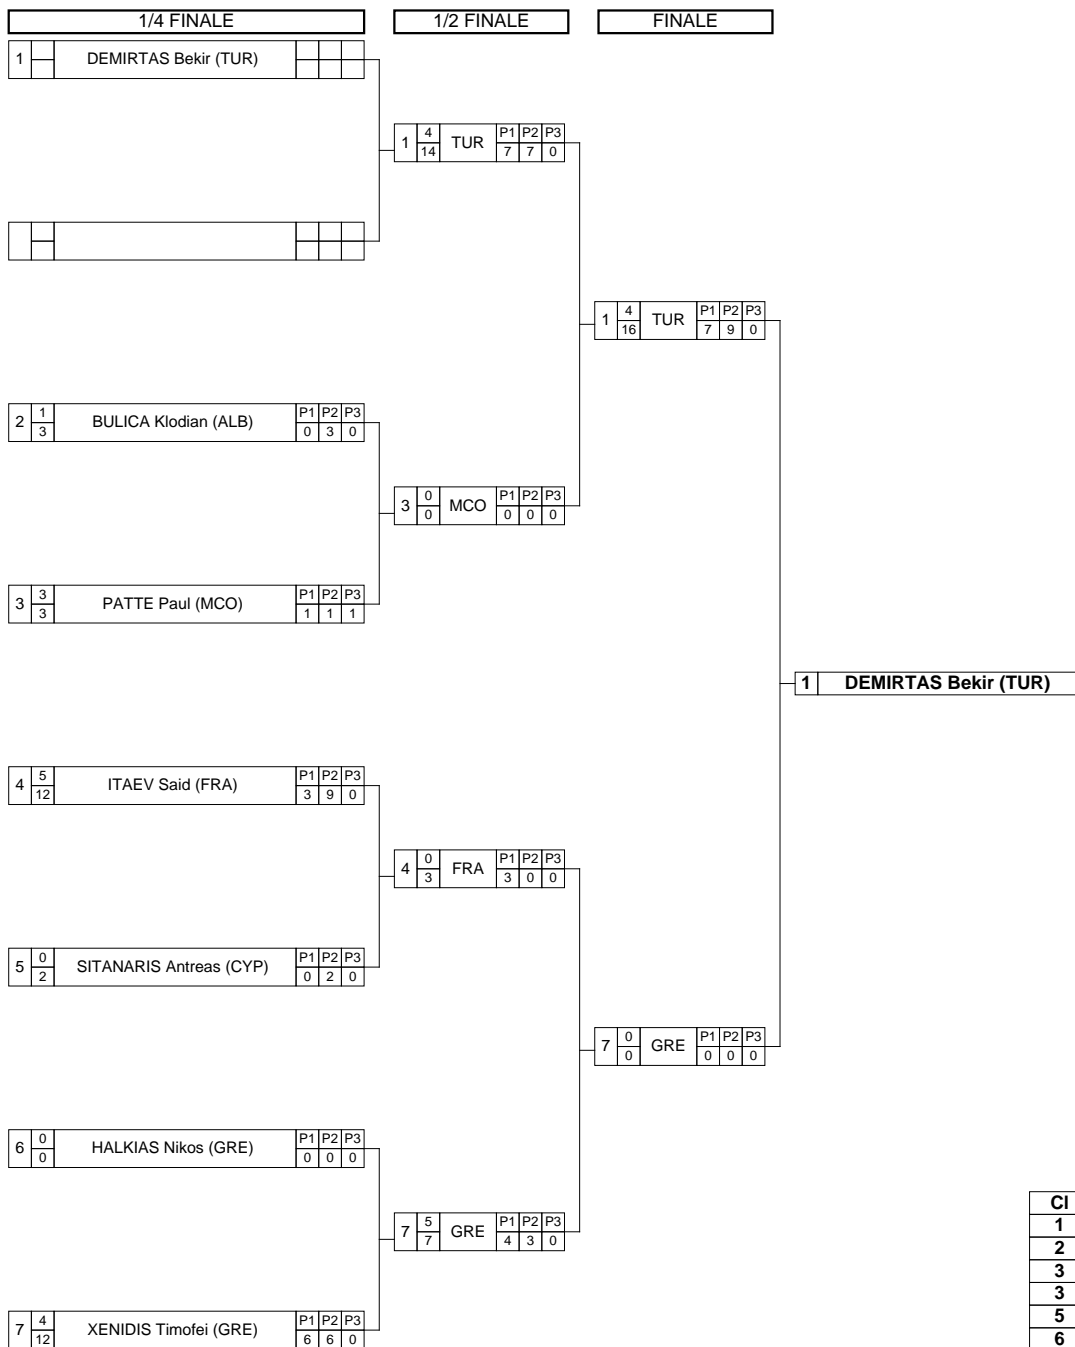 1/4 FINALE 1/2 FINALE FINALE
1 DEMIRTAS Bekir (TUR)
1 4 14 TUR P1 P2 P3 7 7 0
1 4 16 TUR P1 P2 P3 7 9 0
2 1 3 BULICA Klodian (ALB) P1 P2 P3 0 3 0
3 0 0 MCO P1 P2 P3 0 0 0
3 3 3 PATTE Paul (MCO) P1 P2 P3 1 1 1
1 DEMIRTAS Bekir (TUR)
4 5 12 ITAEV Said (FRA) P1 P2 P3 3 9 0
4 0 3 FRA P1 P2 P3 3 0 0
5 0 2 SITANARIS Antreas (CYP) P1 P2 P3 0 2 0
7 0 0 GRE P1 P2 P3 0 0 0
6 0 0 HALKIAS Nikos (GRE) P1 P2 P3 0 0 0
7 5 7 GRE P1 P2 P3 4 3 0
7 4 12 XENIDIS Timofei (GRE) P1 P2 P3 6 6 0
Cl
1
2
3
3
5
6